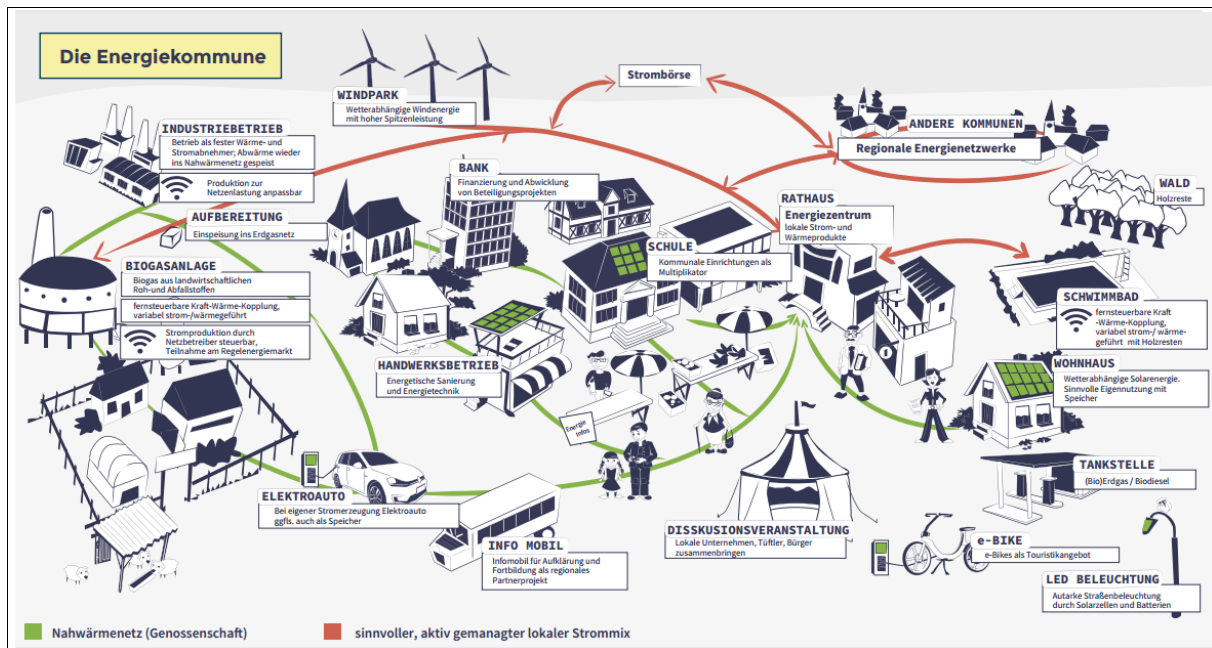 Die Energiekommune
Strombörse
WINDPARK
Wetterabhängige Windenergie
mit hoher Spitzenleistung
ANDERE KOMMUNEN
Regionale Energienetzwerke
INDUSTRIEBETRIEB
Betrieb als fester Wärme- und
Stromabnehmer; Abwärme wieder
ins Nahwärmenetz gespeist
Produktion zur
Netzenlastung anpassbar
BANK
Finanzierung und Abwicklung
von Beteiligungsprojekten
WALD
Holzreste
RATHAUS
Energiezentrum
lokale Strom- und
Wärmeprodukte
AUFBEREITUNG
Einspeisung ins Erdgasnetz
SCHULE
Kommunale Einrichtungen als
Multiplikator
BIOGASANLAGE
Biogas aus landwirtschaftlichen
Roh-und Abfallstoffen
fernsteuerbare Kraft-Wärme-Kopplung,
variabel strom-/wärmegeführt
Stromproduktion durch
Netzbetreiber steuerbar,
Teilnahme am Regelenergiemarkt
SCHWIMMBAD
fernsteuerbare Kraft
-Wärme-Kopplung,
variabel strom-/ wärme-
geführt mit Holzresten
HANDWERKSBETRIEB
Energetische Sanierung
und Energietechnik
WOHNHAUS
Wetterabhängige Solarenergie.
Sinnvolle Eigennutzung mit
Speicher
Energie
Infos
TANKSTELLE
(Bio)Erdgas / Biodiesel
ELEKTROAUTO
Bei eigener Stromerzeugung Elektroauto
ggfls. auch als Speicher
DISSKUSIONSVERANSTALTUNG
Lokale Unternehmen, Tüftler, Bürger
zusammenbringen
INFO MOBIL
Infomobil für Aufklärung und
Fortbildung als regionales
Partnerprojekt
e-BIKE
e-Bikes als Touristikangebot
LED BELEUCHTUNG
Autarke Straßenbeleuchtung
durch Solarzellen und Batterien
Nahwärmenetz (Genossenschaft)
sinnvoller, aktiv gemanagter lokaler Strommix